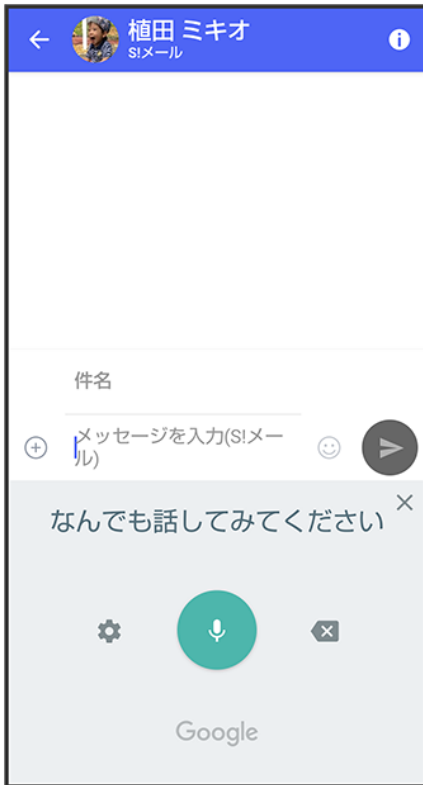 植田 ミキオ
S!メール
件名
メッセージを入力(S!メー
ル)
なんでも話してみてください
Google